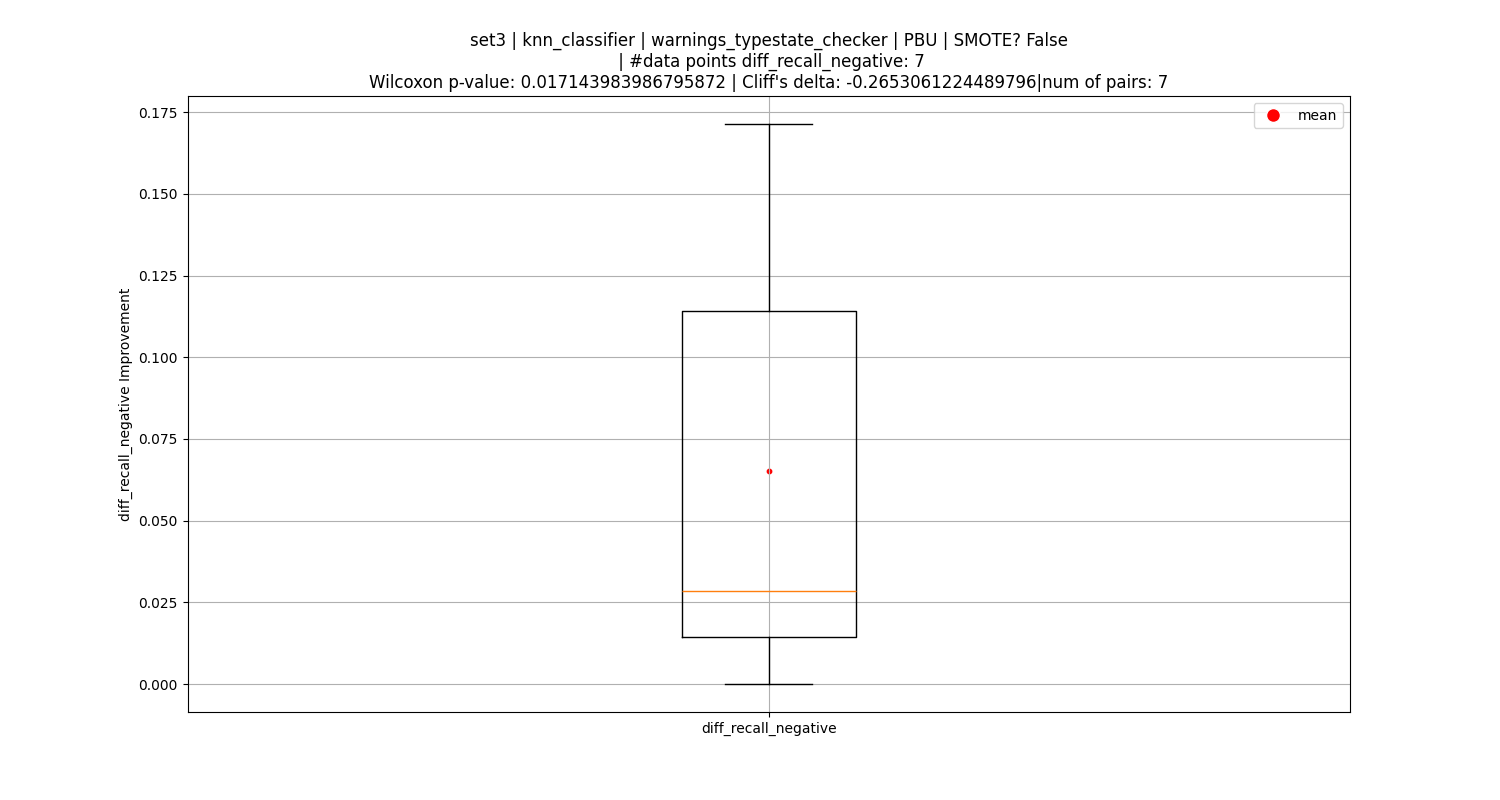 set3 | knn_classifier | warnings_typestate_checker | PBU | SMOTE? False
| #data points diff_recall_negative: 7
Wilcoxon p-value: 0.017143983986795872 | Cliff's delta: -0.2653061224489796|num of pairs: 7
mean
0.175
0.150
0.125
0.100
0.075
0.050
0.025
0.000
diff_recall_negative Improvement
diff_recall_negative